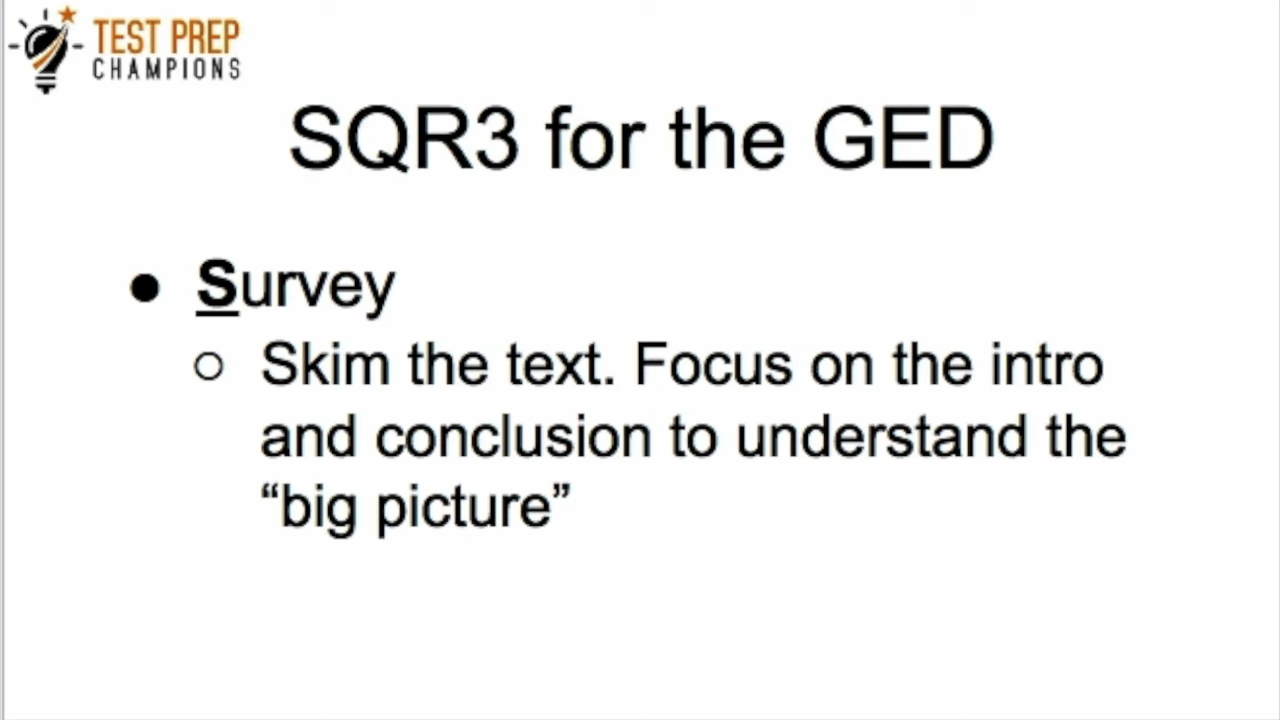 TEST PREP
CHAMPIONS
SQR3 for the GED
● Survey
○ Skim the text. Focus on the intro
and conclusion to understand the
“big picture”